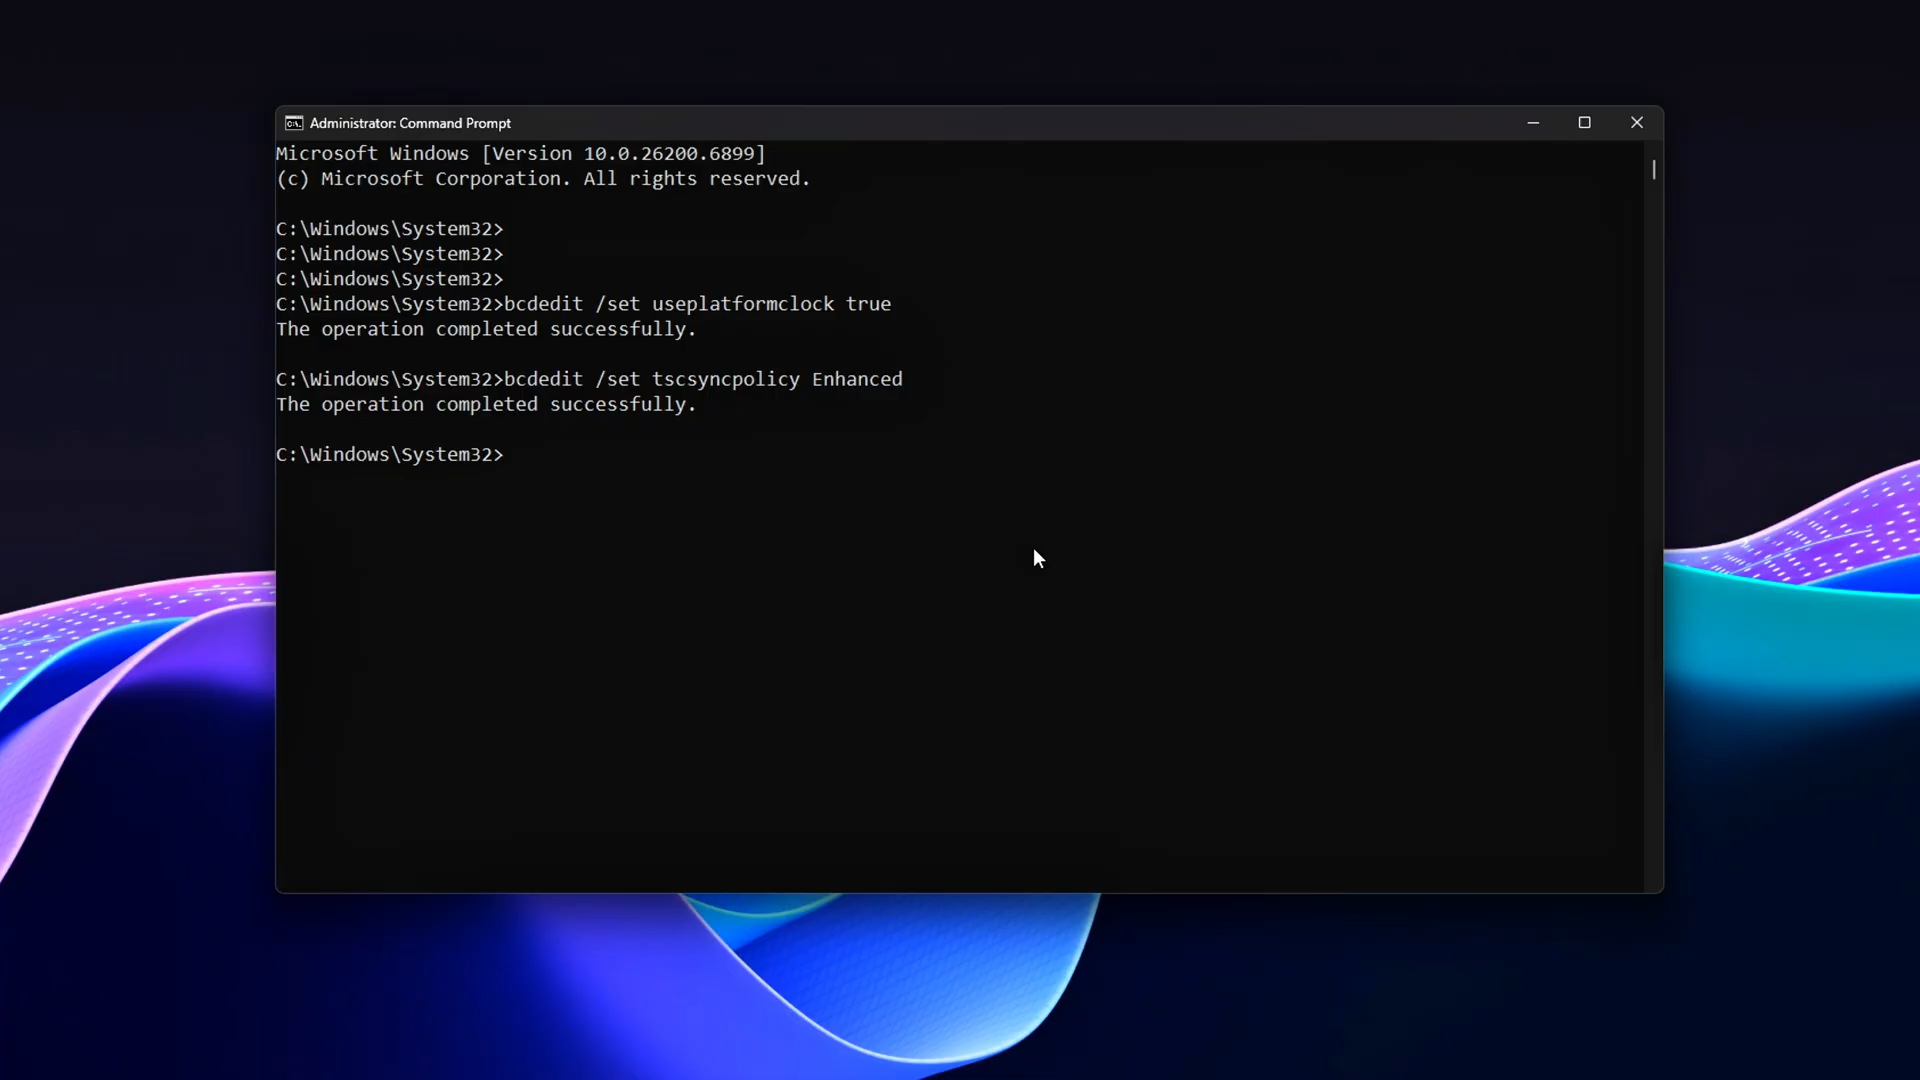 Administrator: Command Prompt
Microsoft Windows [Version 10.0.26200.6899]
(c) Microsoft Corporation. All rights reserved.
C:\Windows\System32>
C:\Windows\System32>
C:\Windows\System32>
C:\Windows\System32>bcdedit /set useplatformclock true
The operation completed successfully.
C:\Windows\System32>bcdedit /set tscsyncpolicy Enhanced
The operation completed successfully.
C:\Windows\System32>